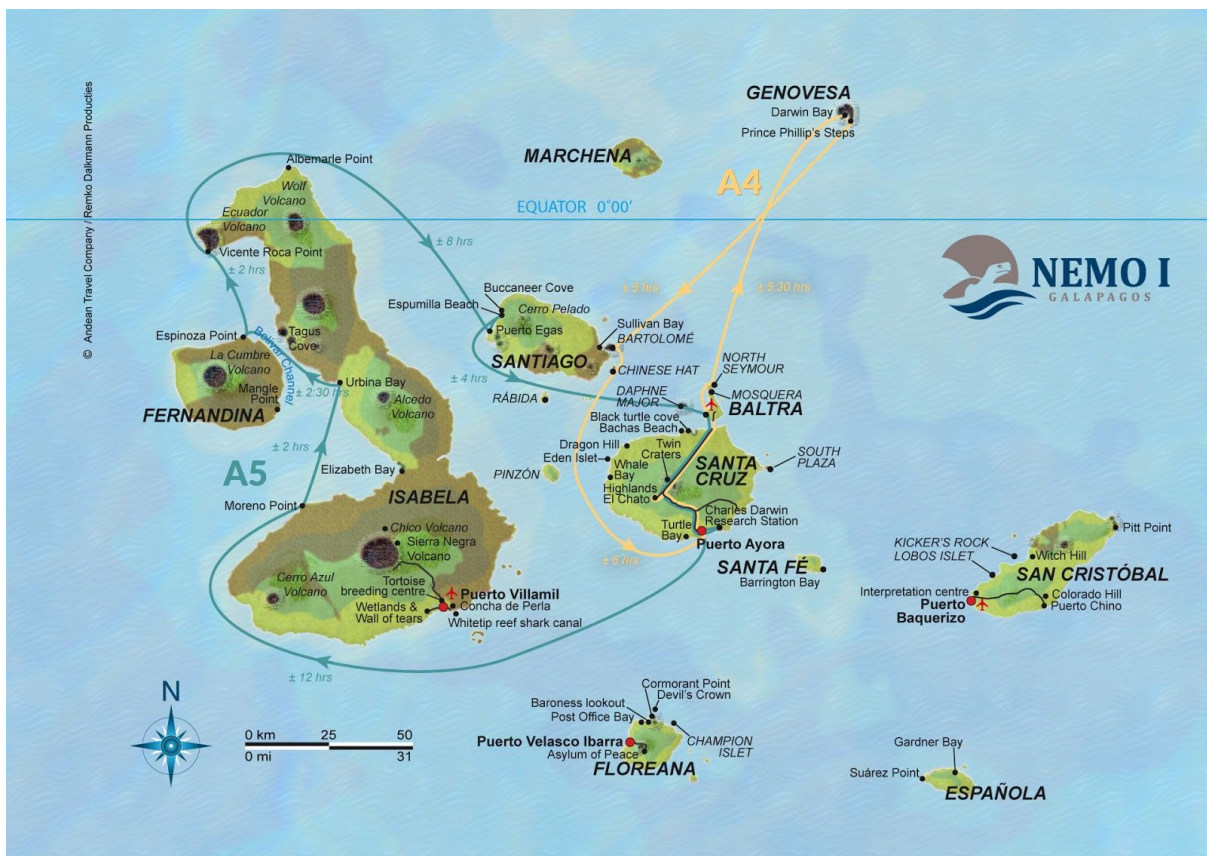 © Andean Travel Company / Remko Dalkmann Producties
GENOVESA
Darwin Bay
Prince Phillip's Steps
MARCHENA
A4
EQUATOR 0°00'
NEMO I
GALAPAGOS
Albemarle Point
Wolf
Volcano
Ecuador
Volcano
Vicente Roca Point
± 2 hrs
± 8 hrs
Buccaneer Cove
Espumilla Beach
Cerro Pelado
Puerto Egas
SANTIAGO
Sullivan Bay
BARTOLOMÉ
CHINESE HAT
± 9 hrs
± 5:30 hrs
Espinoza Point
Tagus
Cove
Bolivar Channel
La Cumbre
Volcano
Mangle
Point
FERNANDINA
± 2:30 hrs
Urbina Bay
Alcedo
Volcano
± 4 hrs
RÁBIDA
NORTH
SEYMOUR
MOSQUERA
DAPHNE
MAJOR
BALTRA
Black turtle cove
Bachas Beach
Dragon Hill
Eden Islet
Whale
Bay
Twin
Craters
Highlands
El Chato
SANTA
CRUZ
SOUTH
PLAZA
PINZÓN
Charles Darwin
Research Station
Turtle
Bay
Puerto Ayora
± 6 hrs
± 2 hrs
A5
Elizabeth Bay
ISABELA
Moreno Point
Chico Volcano
Sierra Negra
Volcano
Cerro Azul
Volcano
Tortoise
breeding centre
Puerto Villamil
Wetlands &
Wall of tears
Concha de Perla
Whitetip reef shark canal
± 12 hrs
SANTA FÉ
Barrington Bay
Pitt Point
KICKER'S ROCK
LOBOS ISLET
Witch Hill
SAN CRISTÓBAL
Interpretation centre
Puerto
Baquerizo
Colorado Hill
Puerto Chino
N
0 km 25 50
0 mi 31
Cormorant Point
Devil's Crown
Baroness lookout
Post Office Bay
Puerto Velasco Ibarra
Asylum of Peace
CHAMPION
ISLET
FLOREANA
Gardner Bay
Suárez Point
ESPAÑOLA